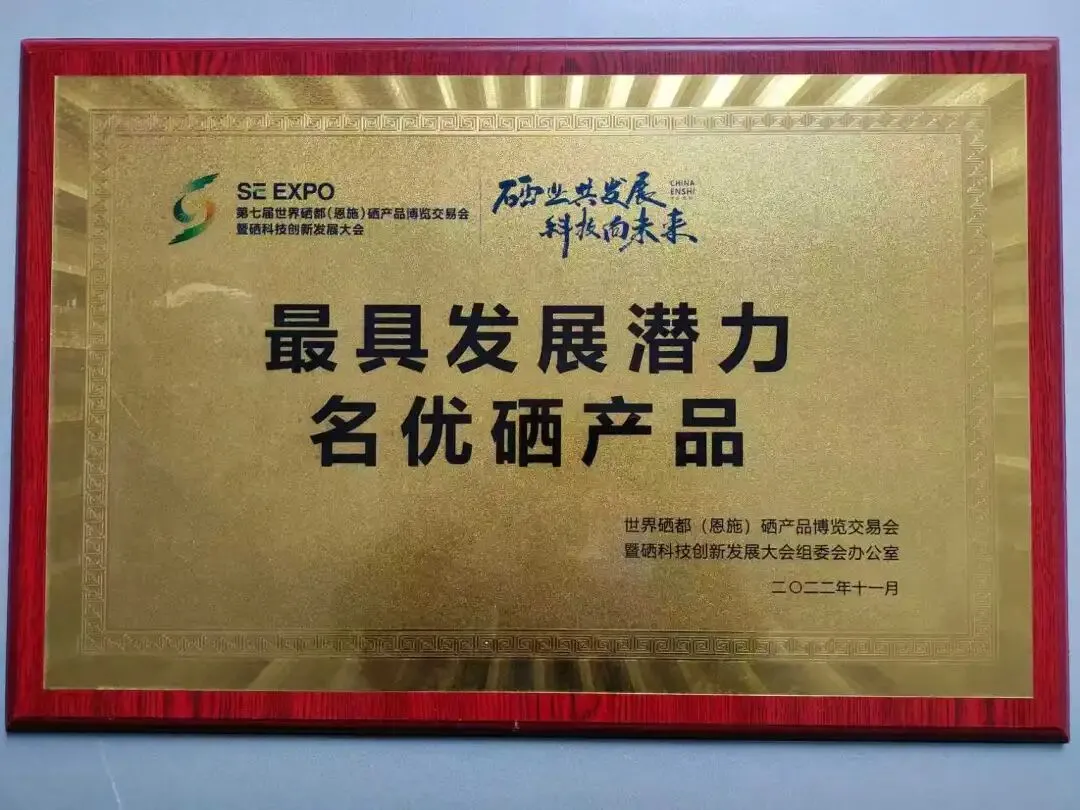 SE EXPO
第七届世界硒都(恩施)硒产品博览交易会
暨硒科技创新发展大会
硒业共发展
科技向未来
CHINA
ENSHI
最具发展潜力
名优硒产品
世界硒都(恩施)硒产品博览交易会
暨硒科技创新发展大会组委会办公室
二〇二二年十一月